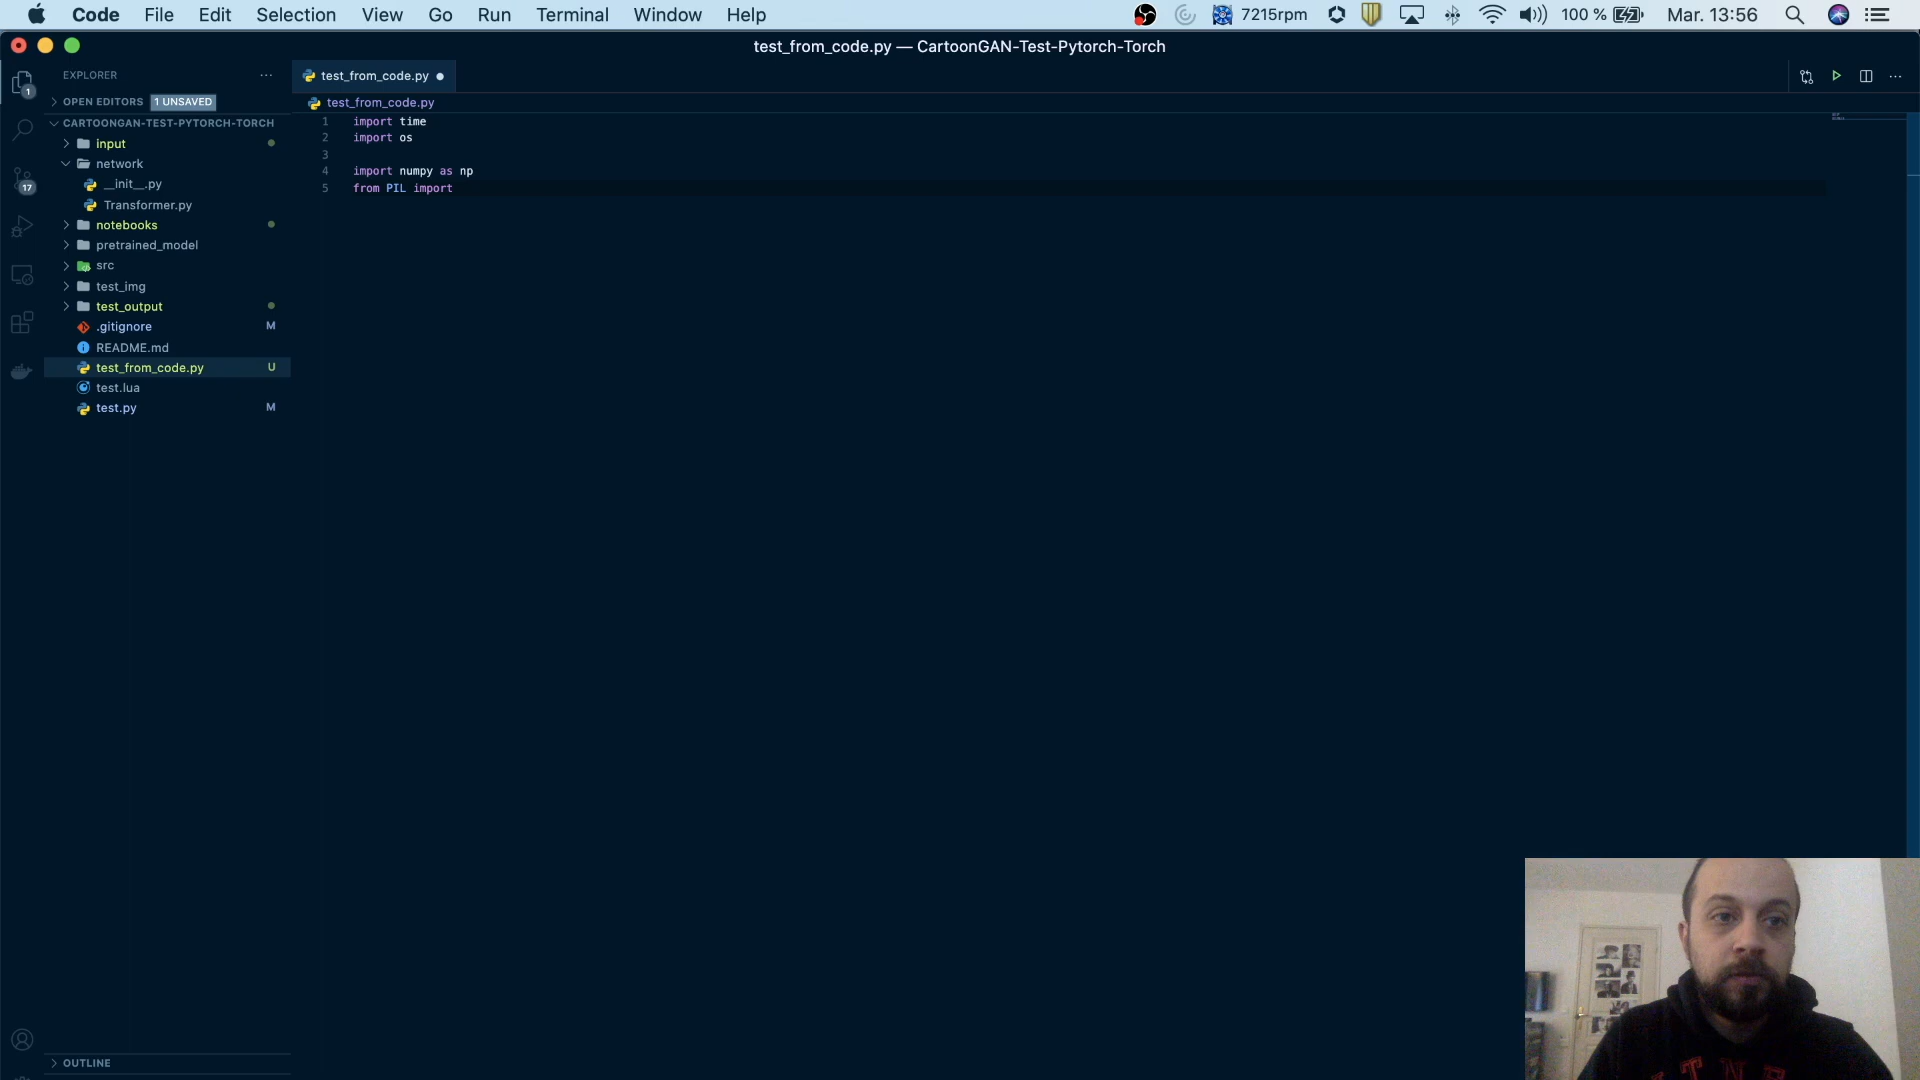 Code File Edit Selection View Go Run Terminal Window Help 7215rpm 100 % Mar. 13:56
test_from_code.py — CartoonGAN-Test-Pytorch-Torch
EXPLORER
OPEN EDITORS 1 UNSAVED
CARTOONGAN-TEST-PYTORCH-TORCH
input
network
__init__.py
Transformer.py
notebooks
pretrained_model
src
test_img
test_output
.gitignore M
README.md
test_from_code.py U
test.lua
test.py M
OUTLINE
1
17
test_from_code.py
test_from_code.py
1 import time
2 import os
3
4 import numpy as np
5 from PIL import